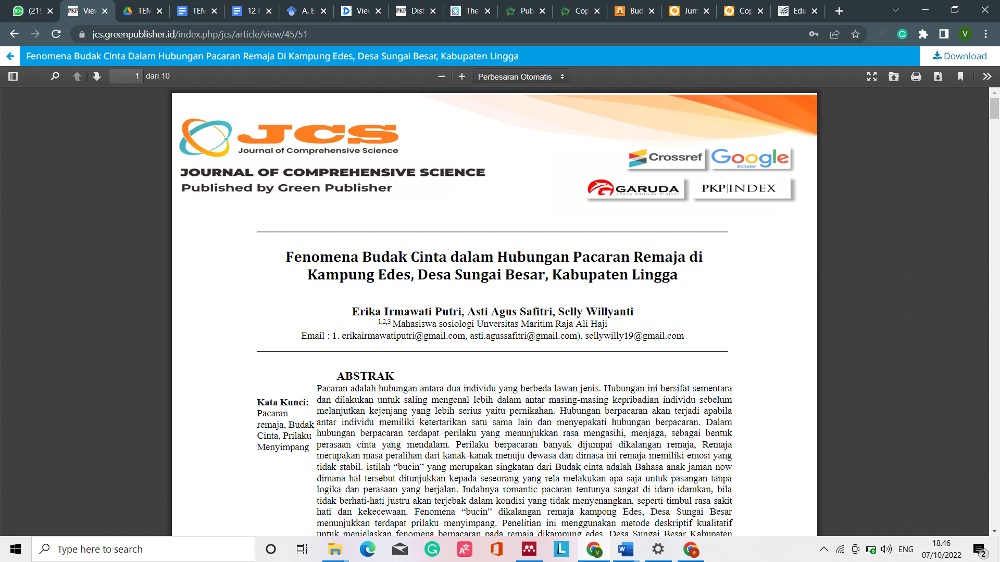 (219
View
TEM
TEM
12 F
A. E
View
Dist
The
Pub
Cop
Bud
Jurn
Cop
Edu
jcs.greenpublisher.id/index.php/jcs/article/view/45/51
V
Fenomena Budak Cinta Dalam Hubungan Pacaran Remaja Di Kampung Edes, Desa Sungai Besar, Kabupaten Lingga
Download
1 dari 10
Perbesaran Otomatis
JCS
Journal of Comprehensive Science
JOURNAL OF COMPREHENSIVE SCIENCE
Published by Green Publisher
Crossref
Google
Scholar
GARUDA
GARBA RUJUKAN DIGITAL
PKP|INDEX
Fenomena Budak Cinta dalam Hubungan Pacaran Remaja di
Kampung Edes, Desa Sungai Besar, Kabupaten Lingga
Erika Irmawati Putri, Asti Agus Safitri, Selly Willyanti
1,2,3 Mahasiswa sosiologi Unversitas Maritim Raja Ali Haji
Email : 1. erikairmawatiputri@gmail.com, asti.agussafitri@gmail.com), sellywilly19@gmail.com
ABSTRAK
Kata Kunci:
Pacaran
remaja, Budak
Cinta, Prilaku
Menyimpang
Pacaran adalah hubungan antara dua individu yang berbeda lawan jenis. Hubungan ini bersifat sementara
dan dilakukan untuk saling mengenal lebih dalam antar masing-masing kepribadian individu sebelum
melanjutkan kejenjang yang lebih serius yaitu pernikahan. Hubungan berpacaran akan terjadi apabila
antar individu memiliki ketertarikan satu sama lain dan menyepakati hubungan berpacaran. Dalam
hubungan berpacaran terdapat perilaku yang menunjukkan rasa mengasihi, menjaga, sebagai bentuk
perasaan cinta yang mendalam. Perilaku berpacaran banyak dijumpai dikalangan remaja, Remaja
merupakan masa peralihan dari kanak-kanak menuju dewasa dan dimasa ini remaja memiliki emosi yang
tidak stabil. istilah “bucin” yang merupakan singkatan dari Budak cinta adalah Bahasa anak jaman now
dimana hal tersebut ditunjukkan kepada seseorang yang rela melakukan apa saja untuk pasangan tanpa
logika dan perasaan yang berjalan. Indahnya romantic pacaran tentunya sangat di idam-idamkan, bila
tidak berhati-hati justru akan terjebak dalam kondisi yang tidak menyenangkan, seperti timbul rasa sakit
hati dan kekecewaan. Fenomena “bucin” dikalangan remaja kampong Edes, Desa Sungai Besar
menunjukkan terdapat prilaku menyimpang. Penelitian ini menggunakan metode deskriptif kualitatif
untuk menjelaskan fenomena berpacaran pada remaja dikampung edes, Desa Sungai Besar Kabupaten
Type here to search
ENG
18.46
07/10/2022
2